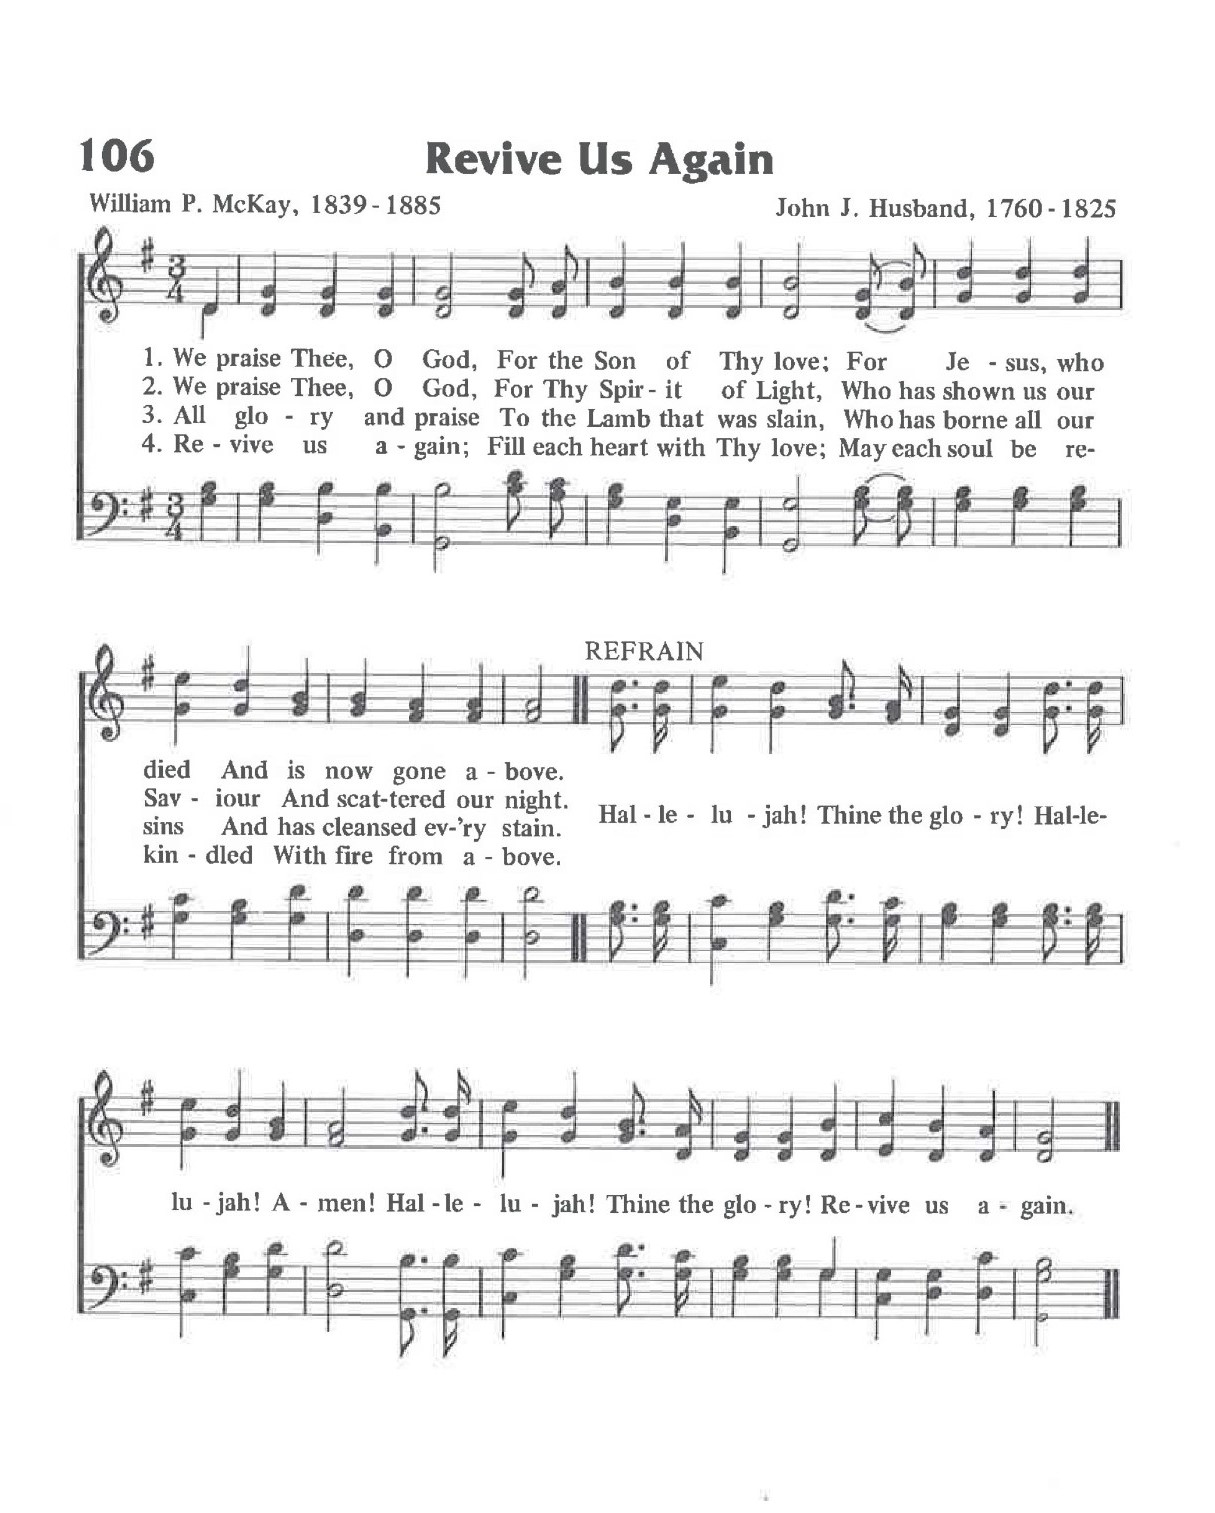 106 Revive Us Again
William P. McKay, 1839-1885 John J. Husband, 1760-1825
1. We praise Thee, O God, For the Son of Thy love; For Je - sus, who
2. We praise Thee, O God, For Thy Spir - it of Light, Who has shown us our
3. All glo - ry and praise To the Lamb that was slain, Who has borne all our
4. Re - vive us a - gain; Fill each heart with Thy love; May each soul be re-
REFRAIN
died And is now gone a - bove.
Sav - iour And scat-tered our night.
sins And has cleansed ev-'ry stain.
kin - dled With fire from a - bove.
Hal - le - lu - jah! Thine the glo - ry! Hal-le-
lu - jah! A - men! Hal - le - lu - jah! Thine the glo - ry! Re - vive us a - gain.